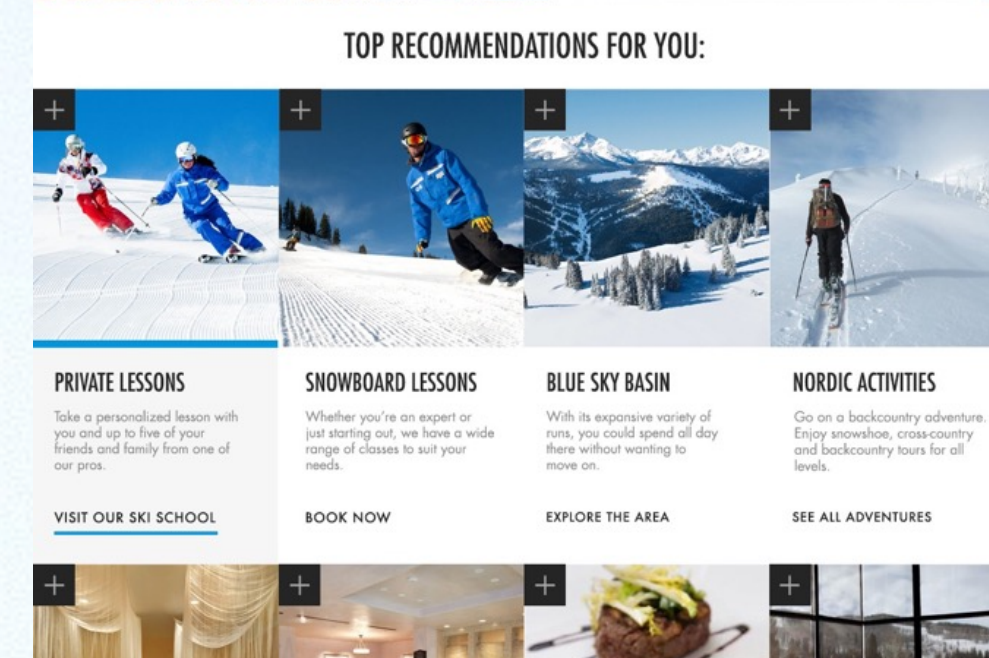 TOP RECOMMENDATIONS FOR YOU:
PRIVATE LESSONS
Take a personalized lesson with
you and up to five of your
friends and family from one of
our pros.
VISIT OUR SKI SCHOOL
SNOWBOARD LESSONS
Whether you're an expert or
just starting out, we have a wide
range of classes to suit your
needs.
BOOK NOW
BLUE SKY BASIN
With its expansive variety of
runs, you could spend all day
there without wanting to
move on.
EXPLORE THE AREA
NORDIC ACTIVITIES
Go on a backcountry adventure.
Enjoy snowshoe, cross-country
and backcountry tours for all
levels.
SEE ALL ADVENTURES